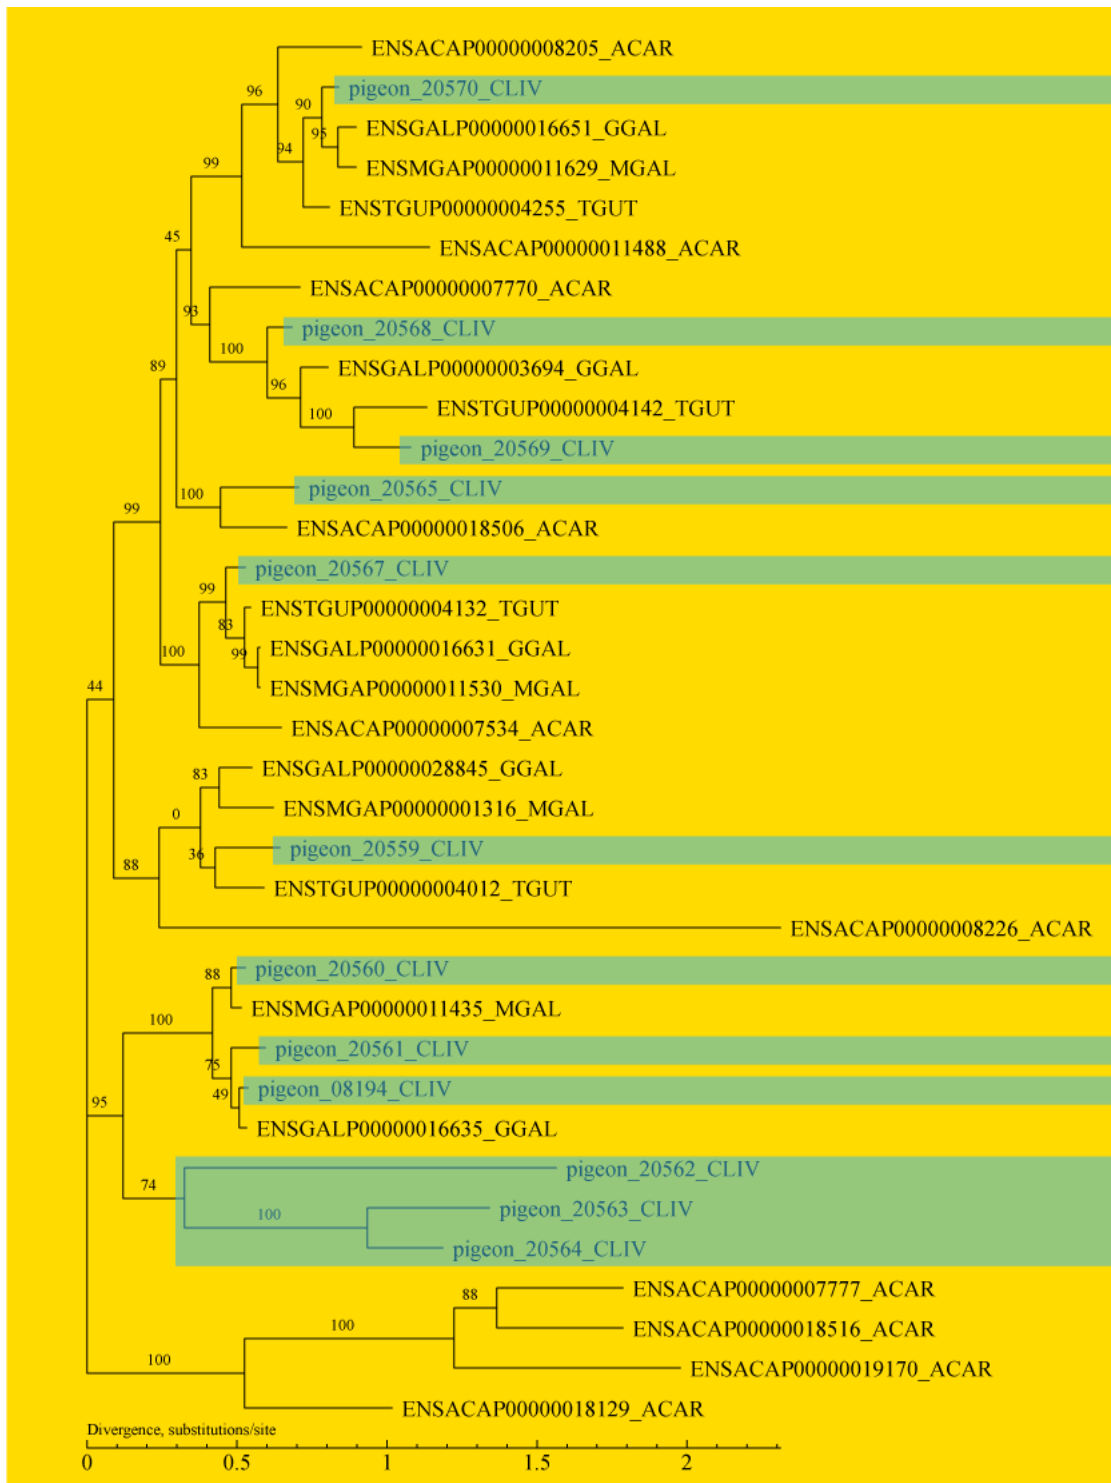 ENSACAP00000008205_ACAR
96
pigeon_20570_CLIV
90
ENSGALP00000016651_GGAL
95
94
ENSMGAP00000011629_MGAL
99
ENSTGUP00000004255_TGUT
45
ENSACAP00000011488_ACAR
ENSACAP00000007770_ACAR
93
pigeon_20568_CLIV
100
89
ENSGALP00000003694_GGAL
96
ENSTGUP00000004142_TGUT
100
pigeon_20569_CLIV
pigeon_20565_CLIV
100
99
ENSACAP00000018506_ACAR
pigeon_20567_CLIV
99
ENSTGUP00000004132_TGUT
83
ENSGALP00000016631_GGAL
99
100
ENSMGAP00000011530_MGAL
44
ENSACAP00000007534_ACAR
ENSGALP00000028845_GGAL
83
ENSMGAP00000001316_MGAL
0
pigeon_20559_CLIV
36
88
ENSTGUP00000004012_TGUT
ENSACAP00000008226_ACAR
pigeon_20560_CLIV
88
ENSMGAP00000011435_MGAL
100
pigeon_20561_CLIV
75
pigeon_08194_CLIV
49
95
ENSGALP00000016635_GGAL
pigeon_20562_CLIV
74
pigeon_20563_CLIV
100
pigeon_20564_CLIV
ENSACAP00000007777_ACAR
88
ENSACAP00000018516_ACAR
100
100
ENSACAP00000019170_ACAR
ENSACAP00000018129_ACAR
Divergence, substitutions/site
0 0.5 1 1.5 2